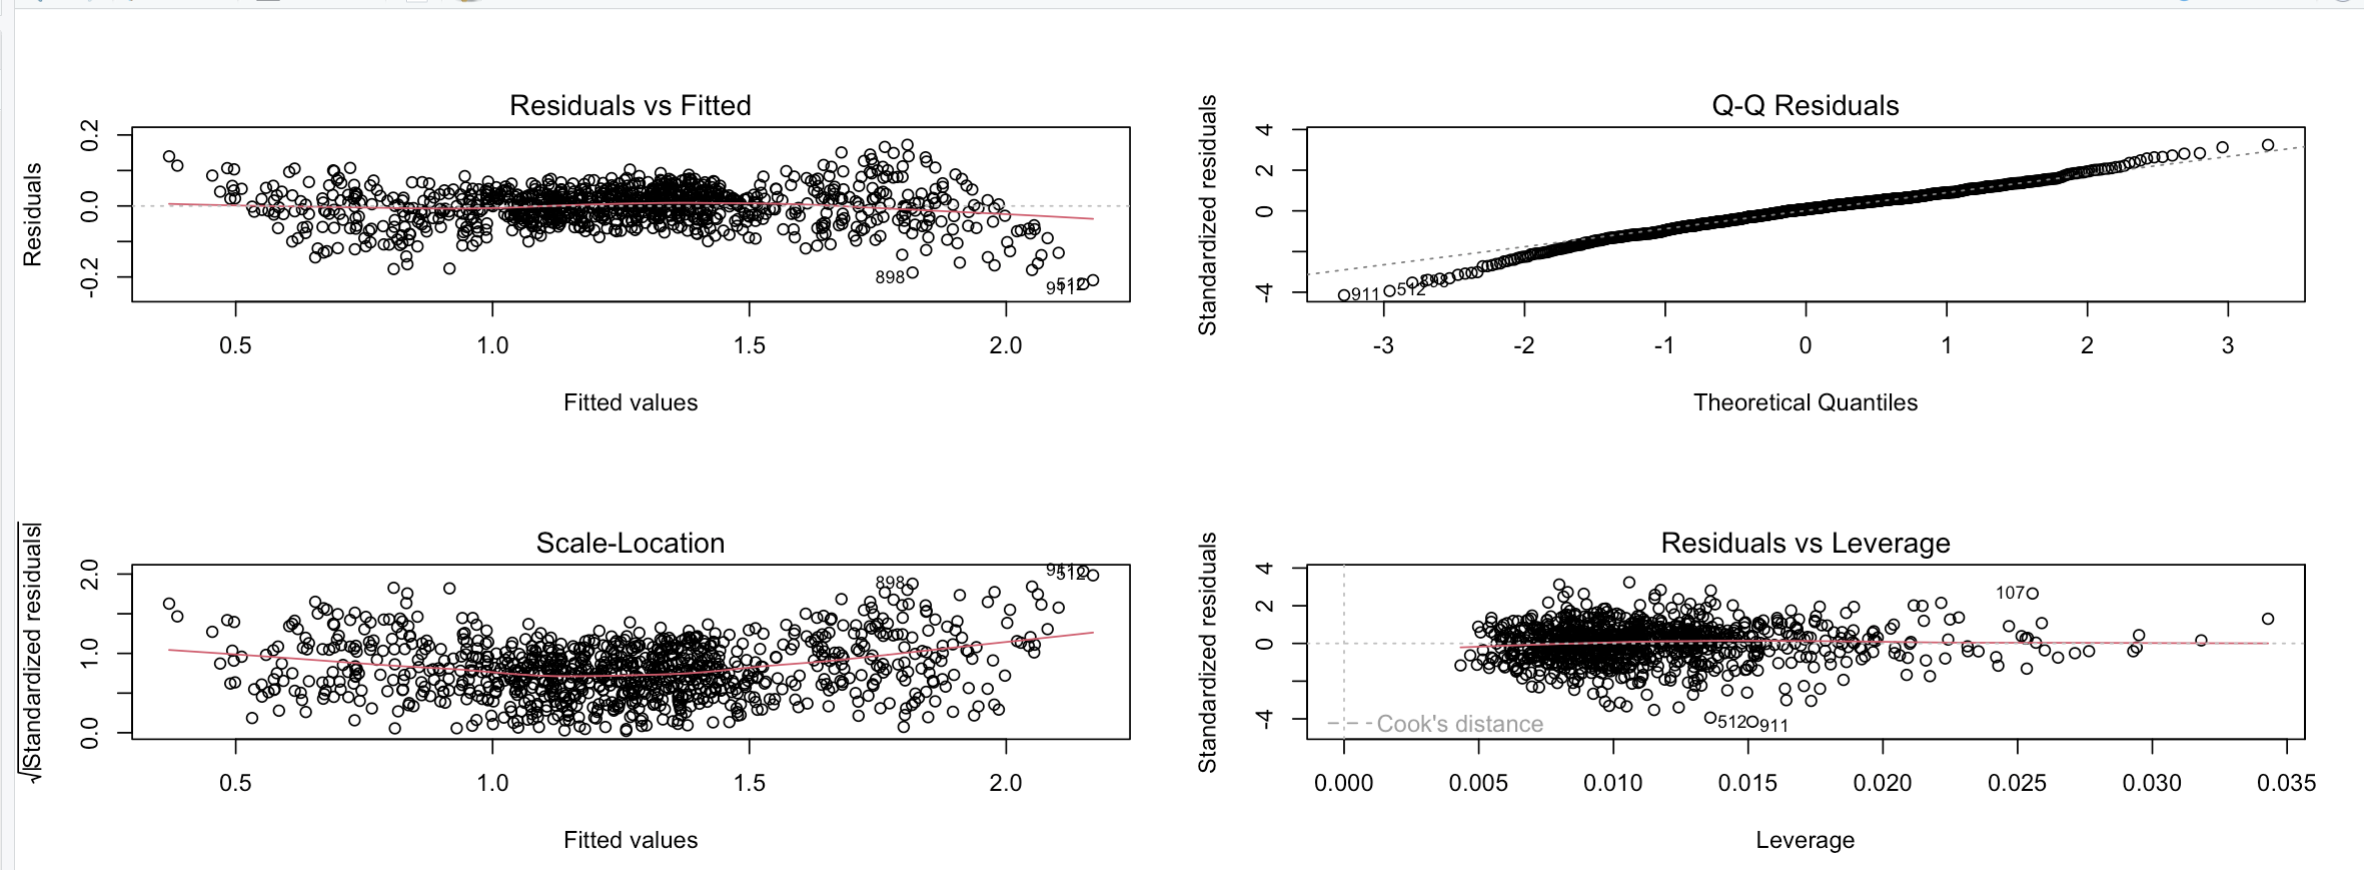 Residuals vs Fitted
Residuals
0.2
0.0
-0.2
898
512
911
0.5 1.0 1.5 2.0
Fitted values
Q-Q Residuals
Standardized residuals
4
2
0
-4
911
512
898
-3 -2 -1 0 1 2 3
Theoretical Quantiles
Scale-Location
√|Standardized residuals|
2.0
1.0
0.0
898
911
512
0.5 1.0 1.5 2.0
Fitted values
Residuals vs Leverage
Standardized residuals
4
2
0
-4
107
Cook's distance
512
911
0.000 0.005 0.010 0.015 0.020 0.025 0.030 0.035
Leverage